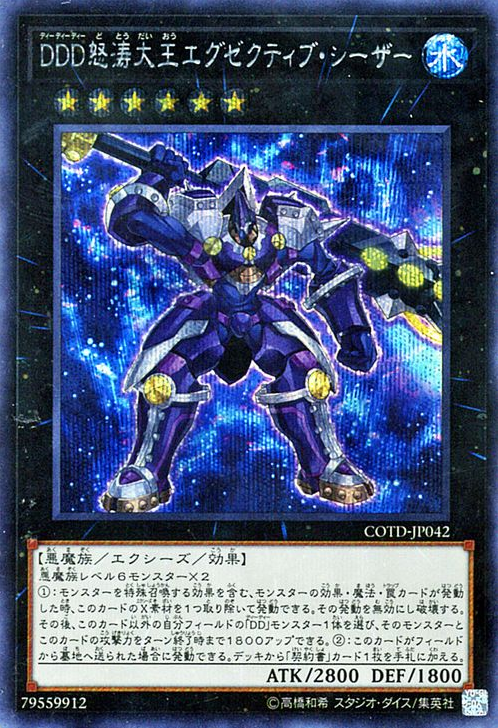 ディーディーディー どとうだいおう
DDD怒濤大王エグゼクティブ・シーザー
水
COTD-JP042
【悪魔族/エクシーズ/効果】
悪魔族レベル6モンスター×2
①:モンスターを特殊召喚する効果を含む、モンスターの効果・魔法・罠カードが発動
した時、このカードのX素材を1つ取り除いて発動できる。その発動を無効にし破壊する。
その後、このカード以外の自分フィールドの「DD」モンスター1体を選び、そのモンスターと
このカードの攻撃力をターン終了時まで1800アップできる。②:このカードがフィールド
から墓地へ送られた場合に発動できる。デッキから「契約書」カード1枚を手札に加える。
ATK/2800 DEF/1800
79559912
©高橋和希 スタジオ・ダイス/集英社